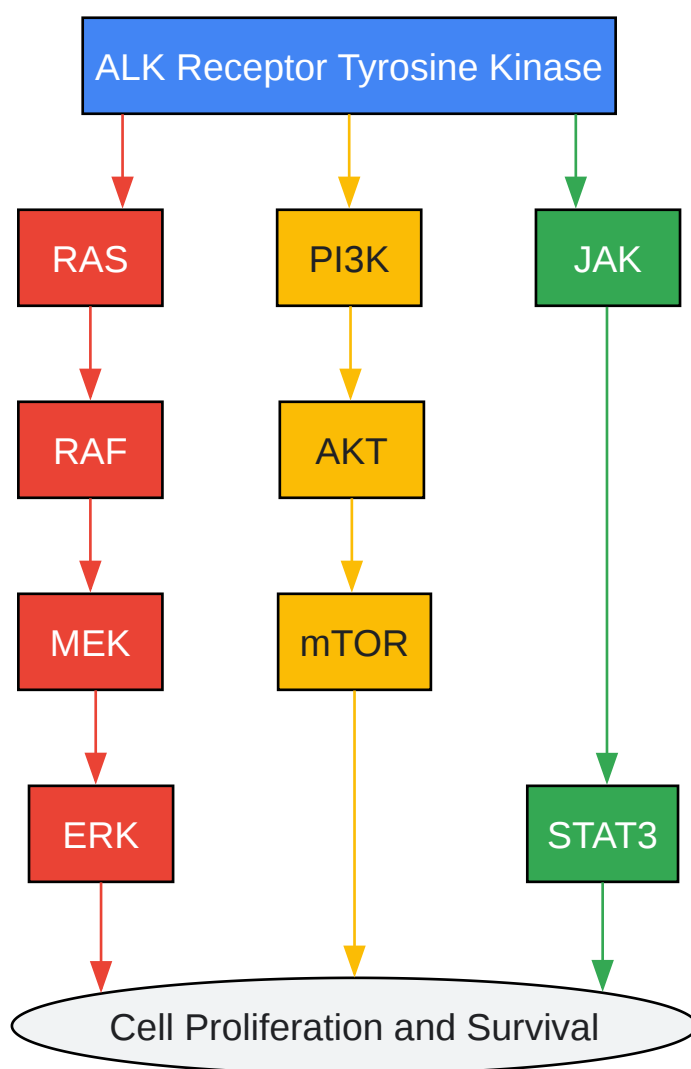 ALK Receptor Tyrosine Kinase
RAS
PI3K
JAK
RAF
AKT
MEK
mTOR
ERK
STAT3
Cell Proliferation and Survival